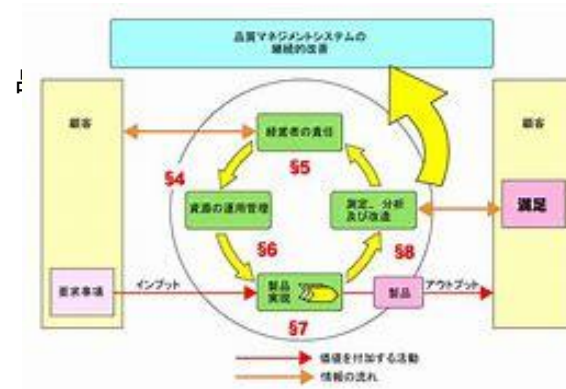 品質マネジメントシステムの
継続的改善
顧客
経営者の責任
顧客
§5
§4
資源の運用管理
測定、分析
及び改造
満足
§6
§8
要求事項
インプット
製品
実現
製品
アウトプット
§7
価値を付加する活動
情報の流れ